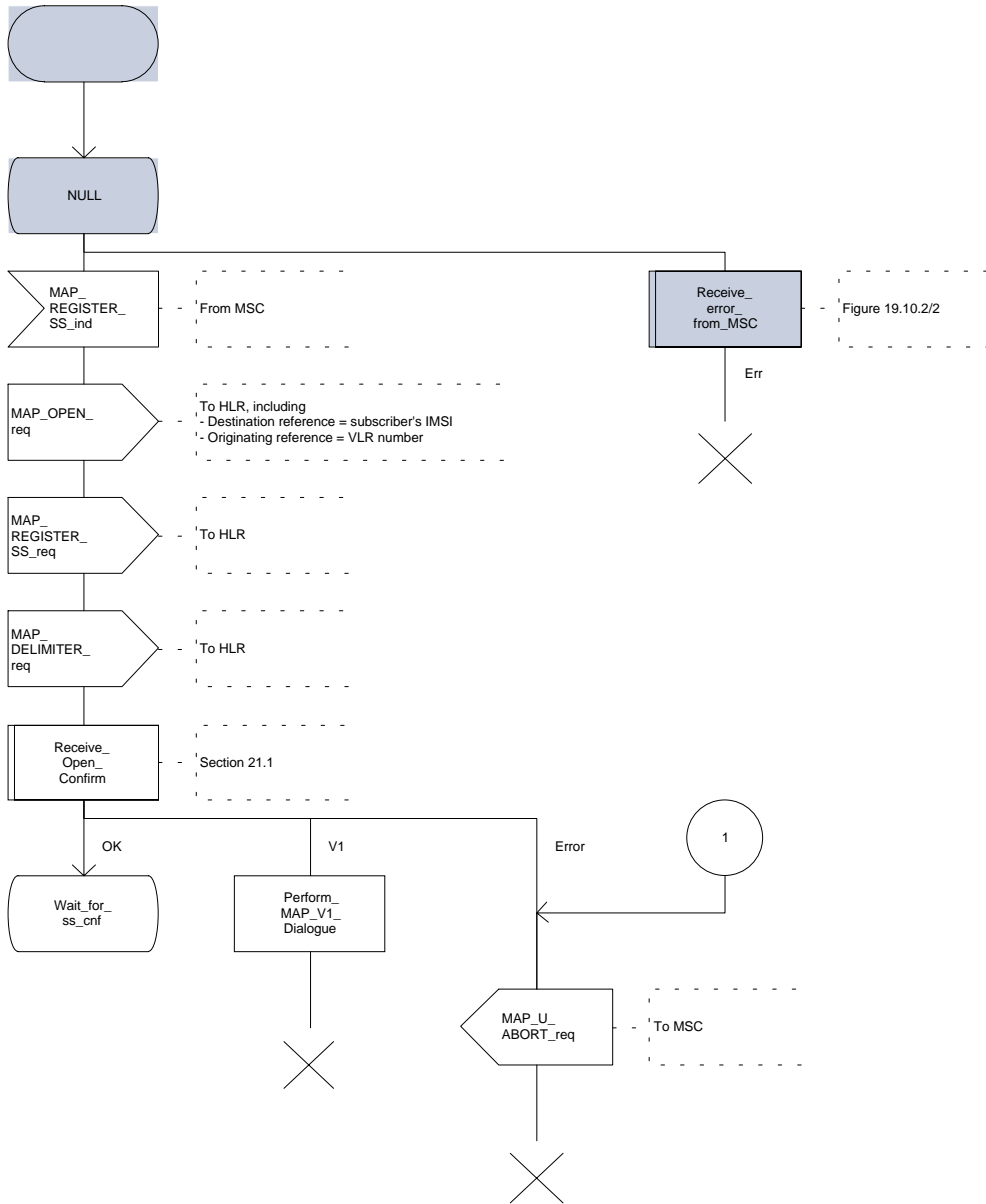 NULL
MAP_
REGISTER_
SS_ind
From MSC
Receive_
error_
from_MSC
Figure 19.10.2/2
Err
MAP_OPEN_
req
To HLR, including
- Destination reference = subscriber's IMSI
- Originating reference = VLR number
MAP_
REGISTER_
SS_req
To HLR
MAP_
DELIMITER_
req
To HLR
Receive_
Open_
Confirm
Section 21.1
OK
V1
Error
1
Wait_for_
ss_cnf
Perform_
MAP_V1_
Dialogue
MAP_U_
ABORT_req
To MSC